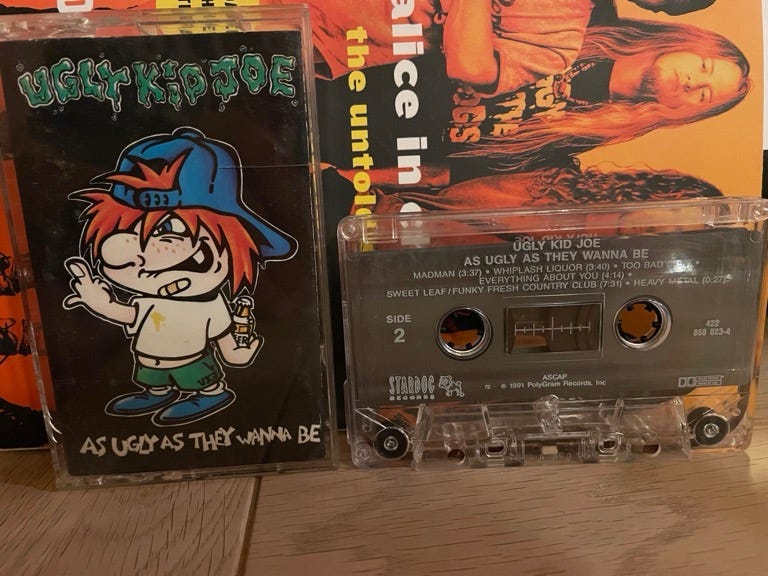 UGLY KID JOE
AS UGLY AS THEY WANNA BE
alice in
the untol
UGLY KID JOE
AS UGLY AS THEY WANNA BE
MADMAN (3:37) • WHIPLASH LIQUOR (3:40) • TOO BAD
EVERYTHING ABOUT YOU (4:14) •
SWEET LEAF/FUNKY FRESH COUNTRY CLUB (7:31) • HEAVY METAL (0:27)
SIDE
2
422
868 823-4
STARDOG
RECORDS
ASCAP
72 ℗ 1991 PolyGram Records, Inc